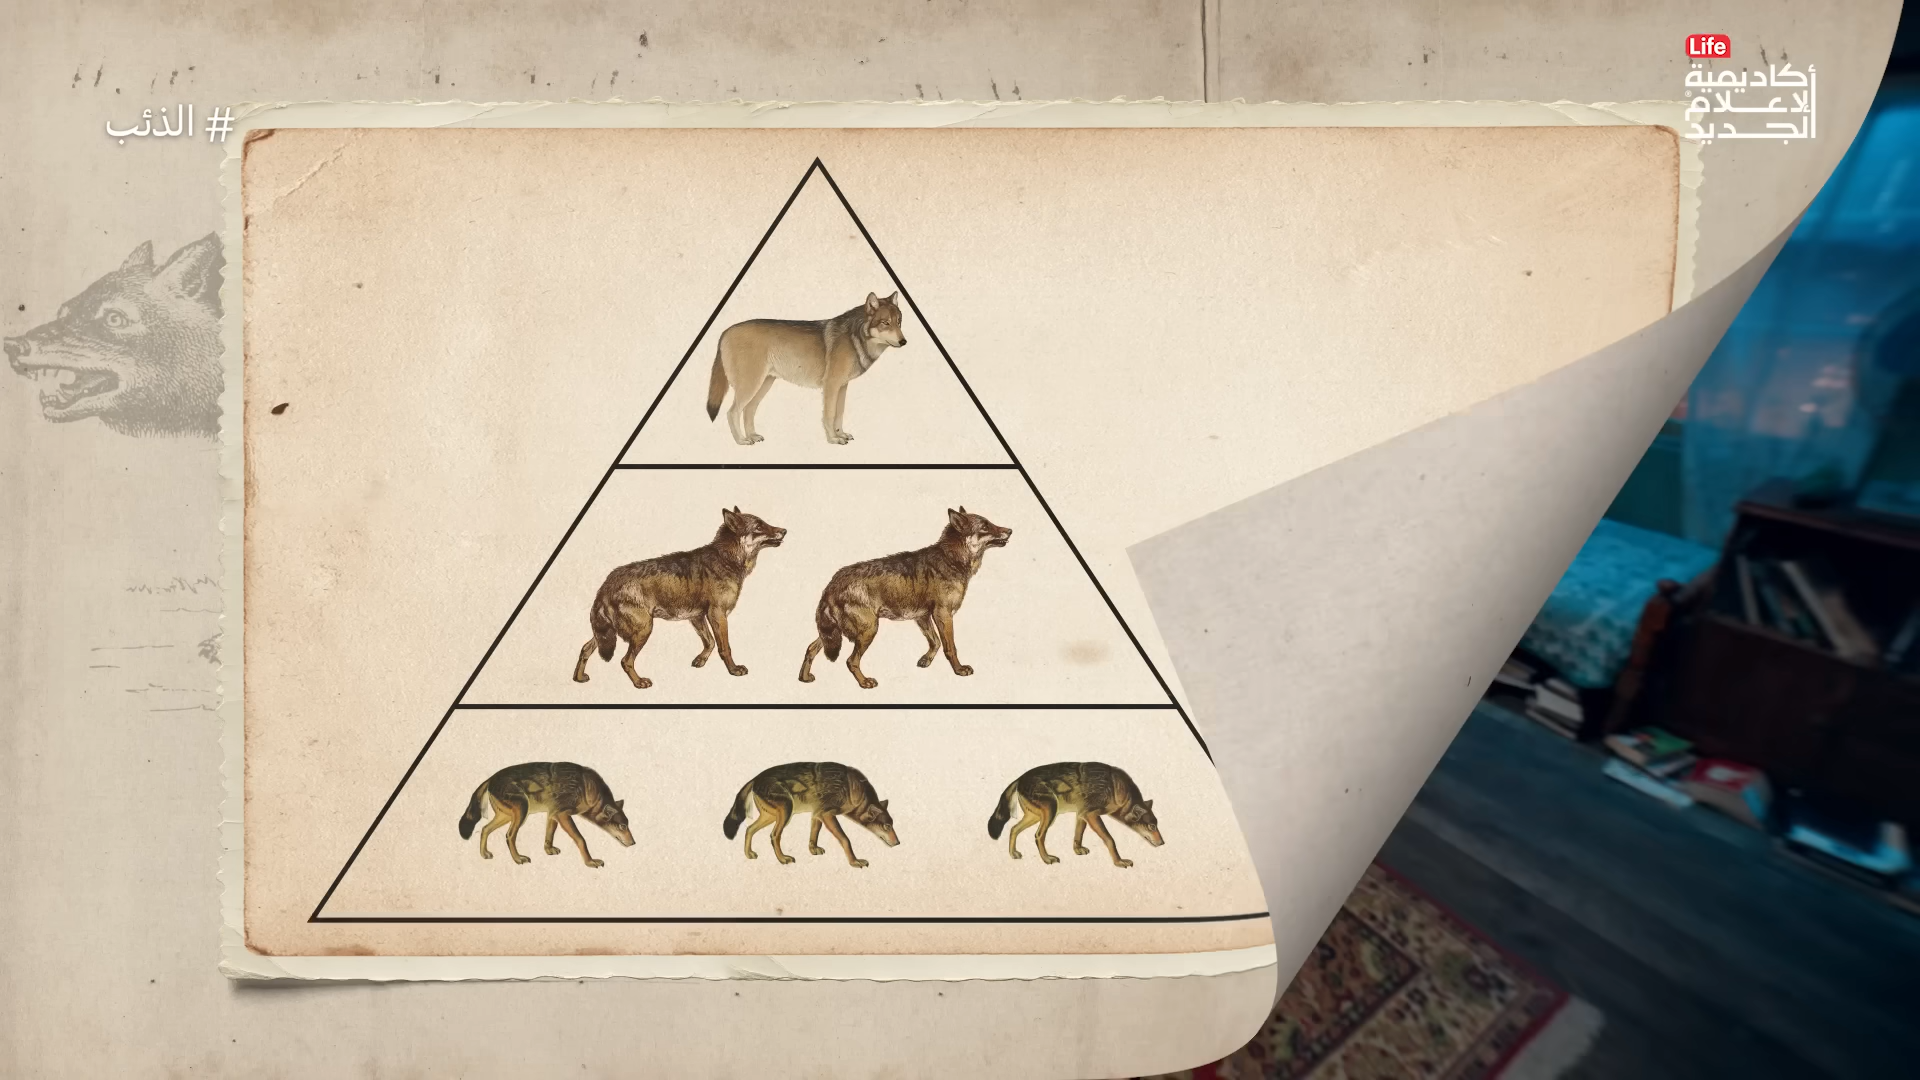 # الذئب
Life
أكاديمية
الإعلام
الجديد